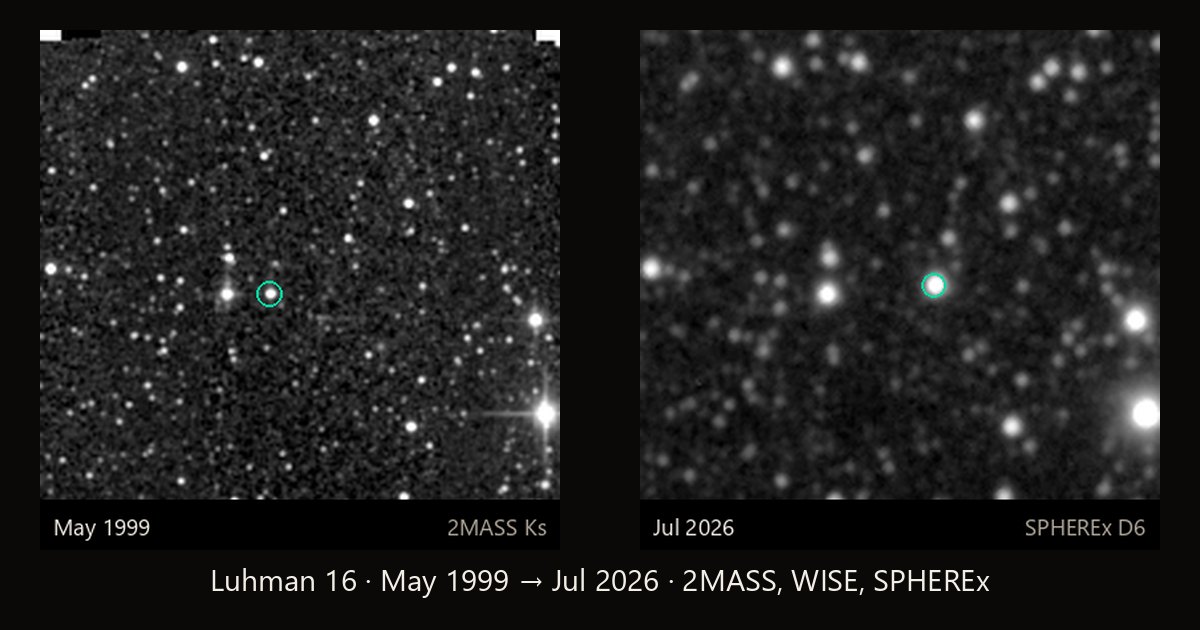 May 1999
2MASS Ks
Jul 2026
SPHEREx D6
Luhman 16 · May 1999 → Jul 2026 · 2MASS, WISE, SPHEREx